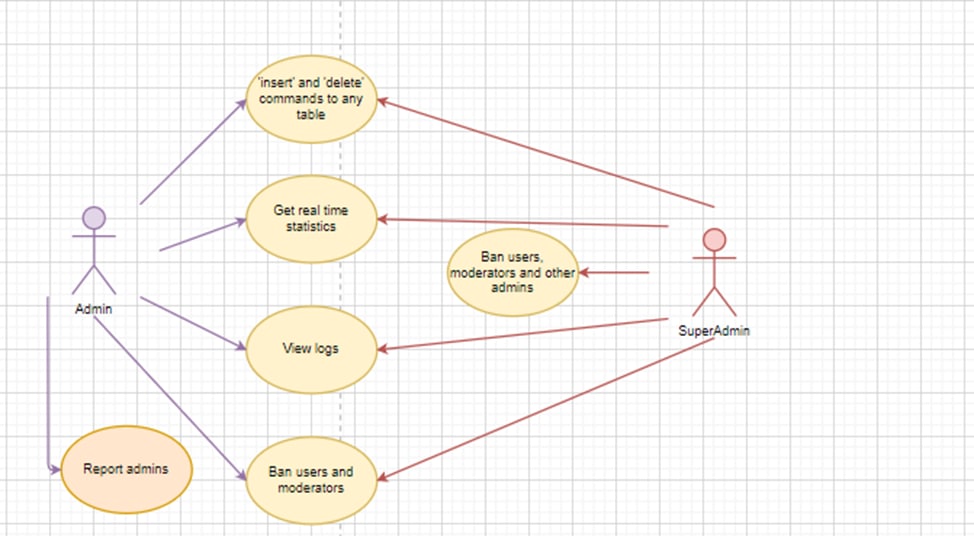 'insert' and 'delete'
commands to any
table
Get real time
statistics
Ban users,
moderators and other
admins
Admin
SuperAdmin
View logs
Report admins
Ban users and
moderators